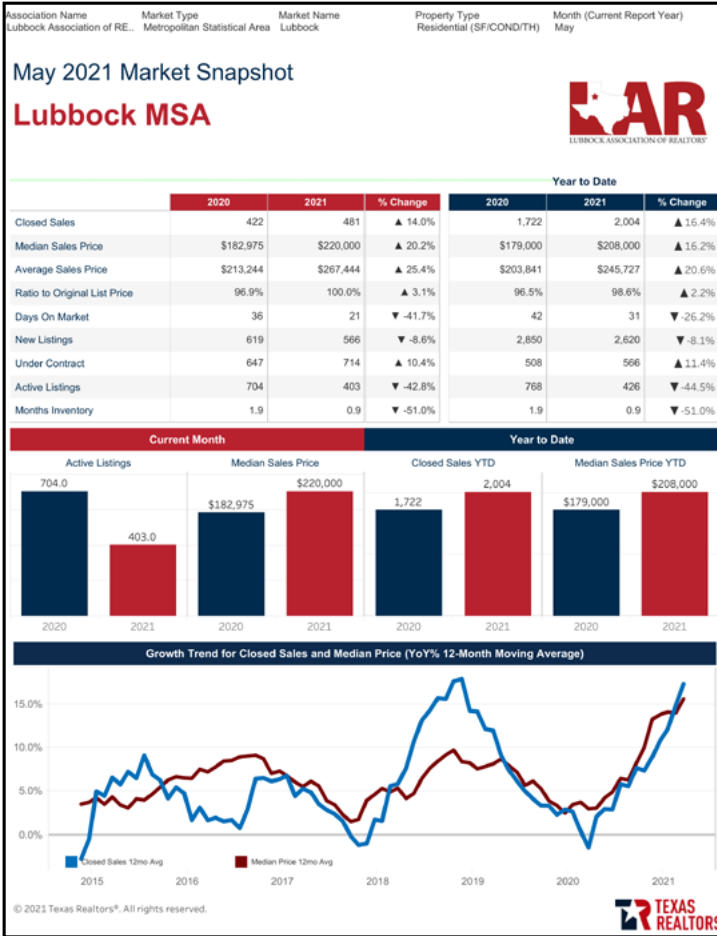 Association Name Market Type Market Name Property Type Month (Current Report Year)
Lubbock Association of RE.. Metropolitan Statistical Area Lubbock Residential (SF/COND/TH) May
May 2021 Market Snapshot
Lubbock MSA
LAR
LUBBOCK ASSOCIATION OF REALTORS®
Year to Date
2020 2021 % Change 2020 2021 % Change
Closed Sales 422 481 ▲ 14.0% 1,722 2,004 ▲ 16.4%
Median Sales Price $182,975 $220,000 ▲ 20.2% $179,000 $208,000 ▲ 16.2%
Average Sales Price $213,244 $267,444 ▲ 25.4% $203,841 $245,727 ▲ 20.6%
Ratio to Original List Price 96.9% 100.0% ▲ 3.1% 96.5% 98.6% ▲ 2.2%
Days On Market 36 21 ▼ -41.7% 42 31 ▼ -26.2%
New Listings 619 566 ▼ -8.6% 2,850 2,620 ▼ -8.1%
Under Contract 647 714 ▲ 10.4% 508 566 ▲ 11.4%
Active Listings 704 403 ▼ -42.8% 768 426 ▼ -44.5%
Months Inventory 1.9 0.9 ▼ -51.0% 1.9 0.9 ▼ -51.0%
Current Month Year to Date
Active Listings Median Sales Price Closed Sales YTD Median Sales Price YTD
704.0 $220,000 2,004 $208,000
$182,975 1,722 $179,000
403.0
2020 2021 2020 2021 2020 2021 2020 2021
Growth Trend for Closed Sales and Median Price (YoY% 12-Month Moving Average)
15.0%
10.0%
5.0%
0.0%
Closed Sales 12mo Avg Median Price 12mo Avg
2015 2016 2017 2018 2019 2020 2021
© 2021 Texas Realtors®. All rights reserved.
TEXAS
REALTORS